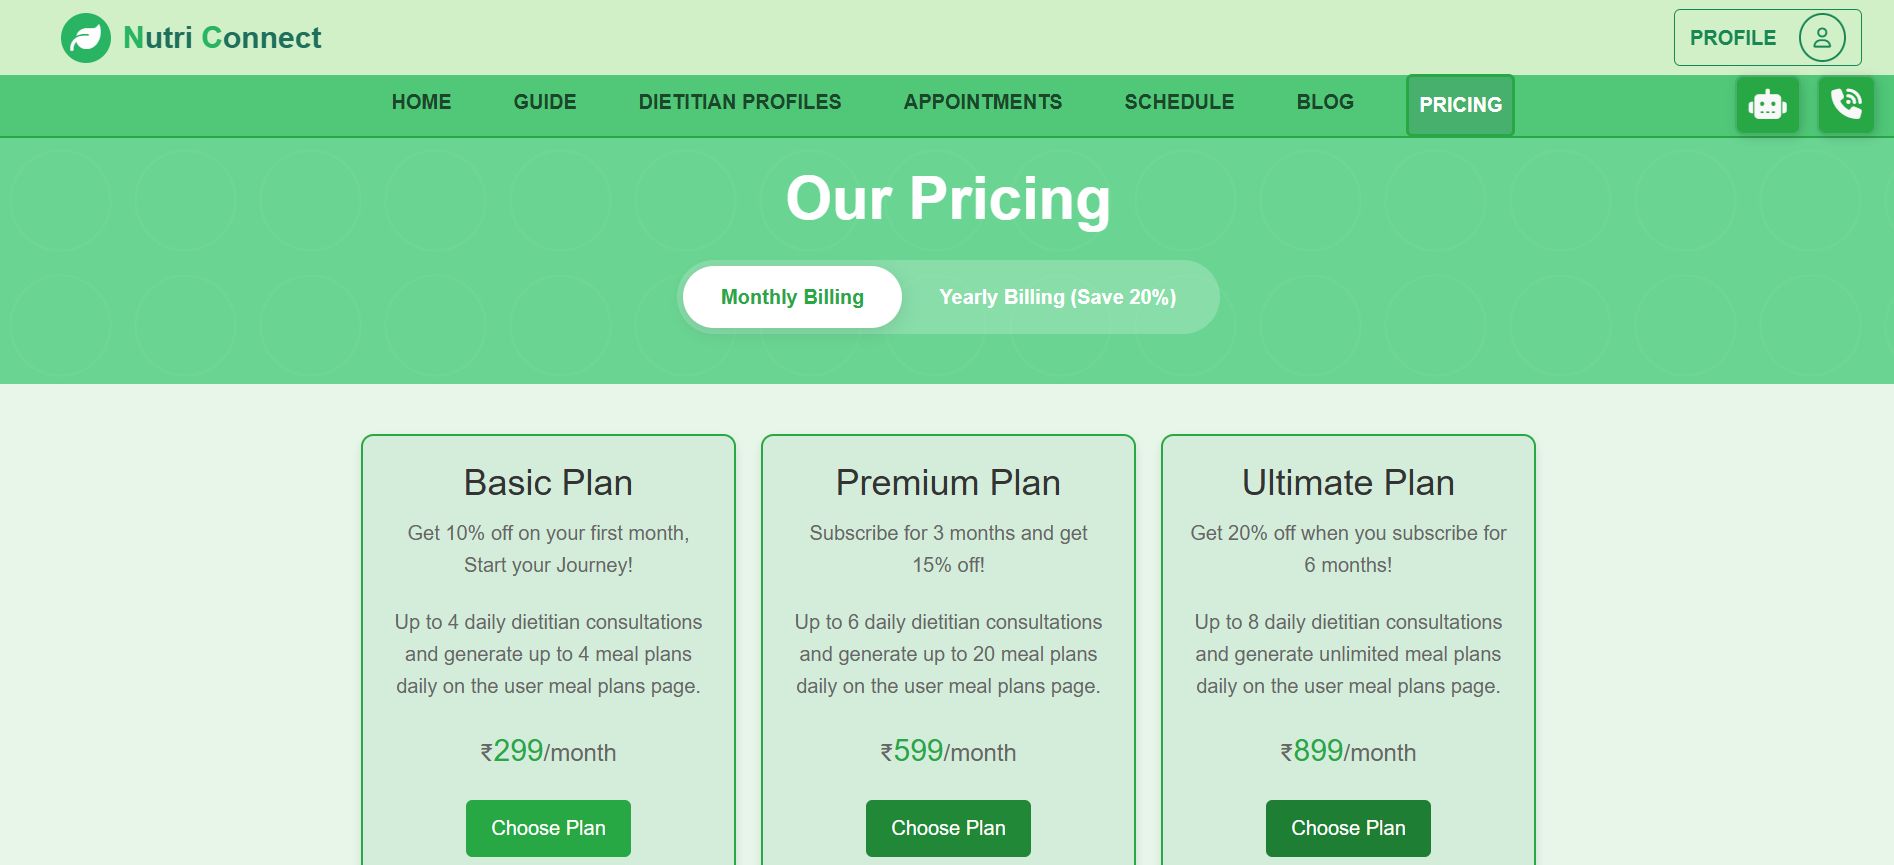 Nutri Connect
PROFILE
HOME GUIDE DIETITIAN PROFILES APPOINTMENTS SCHEDULE BLOG PRICING
Our Pricing
Monthly Billing Yearly Billing (Save 20%)
Basic Plan
Get 10% off on your first month,
Start your Journey!
Up to 4 daily dietitian consultations
and generate up to 4 meal plans
daily on the user meal plans page.
₹299/month
Choose Plan
Premium Plan
Subscribe for 3 months and get
15% off!
Up to 6 daily dietitian consultations
and generate up to 20 meal plans
daily on the user meal plans page.
₹599/month
Choose Plan
Ultimate Plan
Get 20% off when you subscribe for
6 months!
Up to 8 daily dietitian consultations
and generate unlimited meal plans
daily on the user meal plans page.
₹899/month
Choose Plan